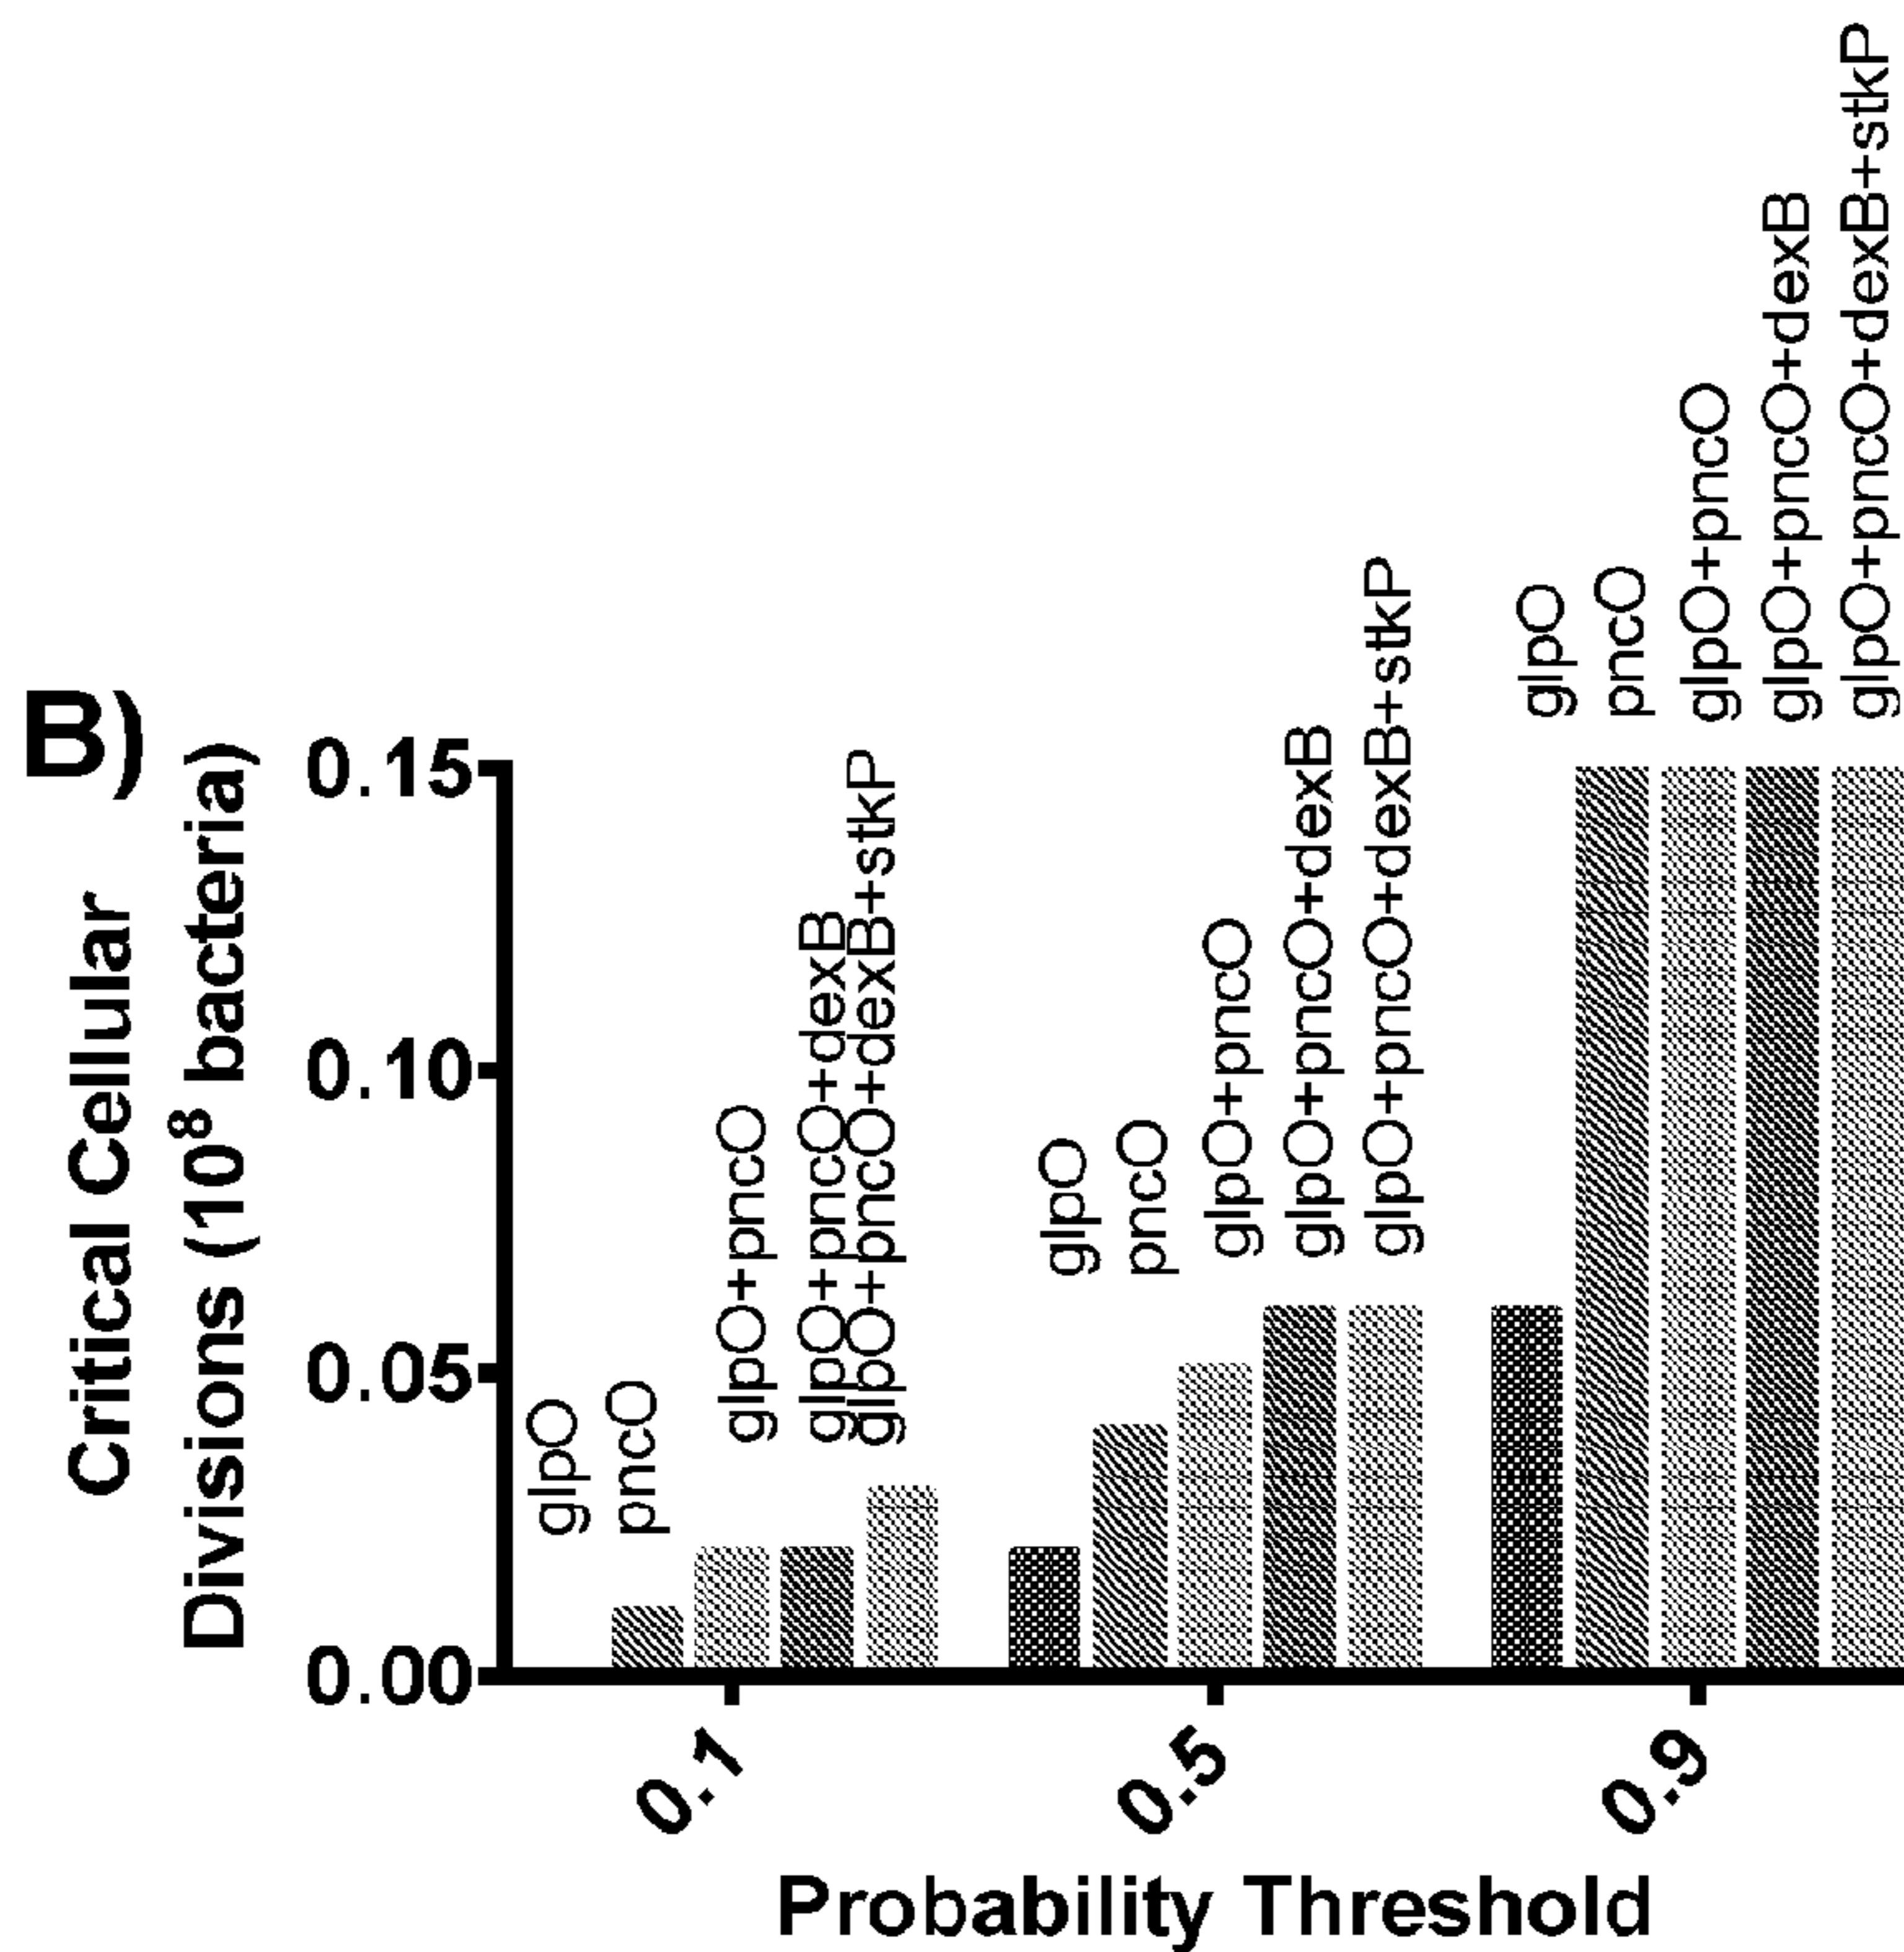 B)
Critical Cellular
Divisions (10⁸ bacteria)
0.15
0.10
0.05
0.00
glpO
pncO
glpO+pncO
glpO+pncO+dexB
glpO+pncO+dexB+stkP
glpO
pncO
glpO+pncO
glpO+pncO+dexB
glpO+pncO+dexB+stkP
glpO
pncO
glpO+pncO
glpO+pncO+dexB
glpO+pncO+dexB+stkP
0.1
0.5
0.9
Probability Threshold